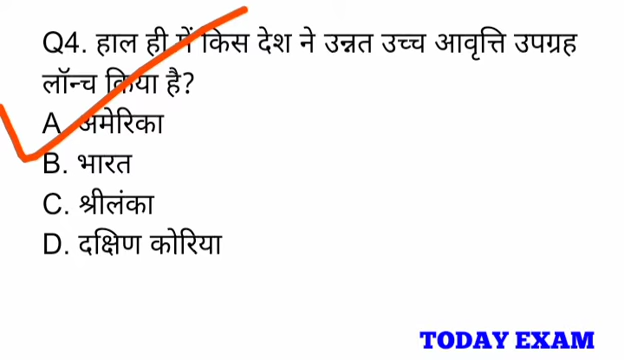 Q4. हाल ही में किस देश ने उन्नत उच्च आवृत्ति उपग्रह
लॉन्च किया है?
A. अमेरिका
B. भारत
C. श्रीलंका
D. दक्षिण कोरिया
TODAY EXAM